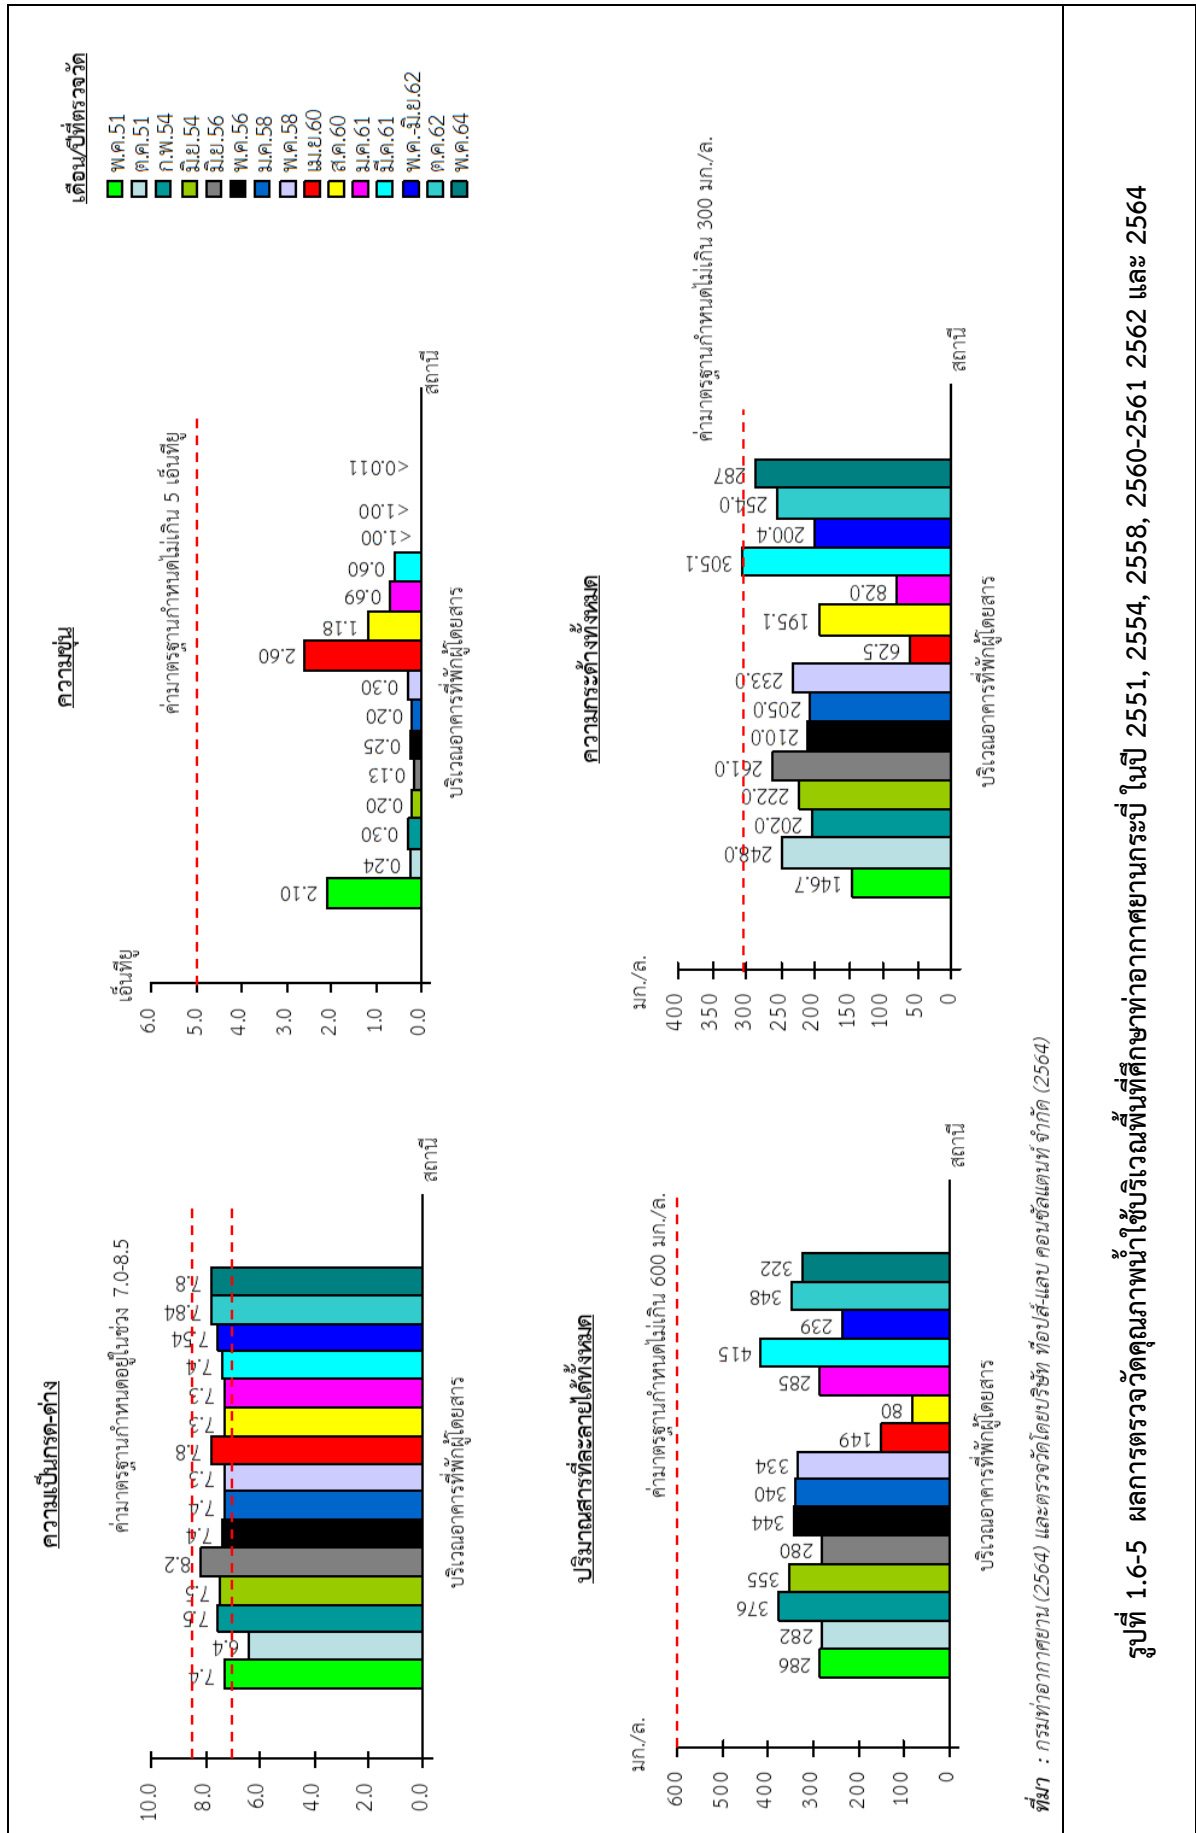 ความเป็นกรด-ด่าง
ค่ามาตรฐานกำหนดอยู่ในช่วง 7.0-8.5
10.0
8.0
6.0
4.0
2.0
0.0
7.4
6.4
7.6
7.5
8.2
7.4
7.4
7.3
7.8
7.3
7.3
7.4
7.54
7.84
7.8
บริเวณอาคารที่พักผู้โดยสาร
สถานี
ความขุ่น
เอ็นทียู
ค่ามาตรฐานกำหนดไม่เกิน 5 เอ็นทียู
6.0
5.0
4.0
3.0
2.0
1.0
0.0
2.10
0.24
0.30
0.20
0.13
0.25
0.20
0.30
2.60
1.18
0.69
0.60
<1.00
<1.00
<0.011
บริเวณอาคารที่พักผู้โดยสาร
สถานี
เดือน/ปีที่ตรวจวัด
พ.ค.51
ต.ค.51
ก.พ.54
มิ.ย.54
มิ.ย.56
พ.ค.56
ม.ค.58
พ.ค.58
เม.ย.60
ส.ค.60
ม.ค.61
มี.ค.61
พ.ค.-มิ.ย.62
ต.ค.62
พ.ค.64
ปริมาณสารที่ละลายได้ทั้งหมด
มก./ล.
ค่ามาตรฐานกำหนดไม่เกิน 600 มก./ล.
600
500
400
300
200
100
0
286
282
376
355
280
344
340
334
149
80
285
415
239
348
322
บริเวณอาคารที่พักผู้โดยสาร
สถานี
ความกระด้างทั้งหมด
มก./ล.
ค่ามาตรฐานกำหนดไม่เกิน 300 มก./ล.
400
350
300
250
200
150
100
50
0
146.7
248.0
202.0
222.0
261.0
210.0
205.0
233.0
62.5
195.1
82.0
305.1
200.4
254.0
287
บริเวณอาคารที่พักผู้โดยสาร
สถานี
ที่มา : กรมท่าอากาศยาน (2564) และตรวจวัดโดยบริษัท ท็อปส์-แลบ คอนซัลแตนท์ จำกัด (2564)
รูปที่ 1.6-5 ผลการตรวจวัดคุณภาพน้ำใช้บริเวณพื้นที่ศึกษาท่าอากาศยานกระบี่ ในปี 2551, 2554, 2558, 2560-2561 2562 และ 2564